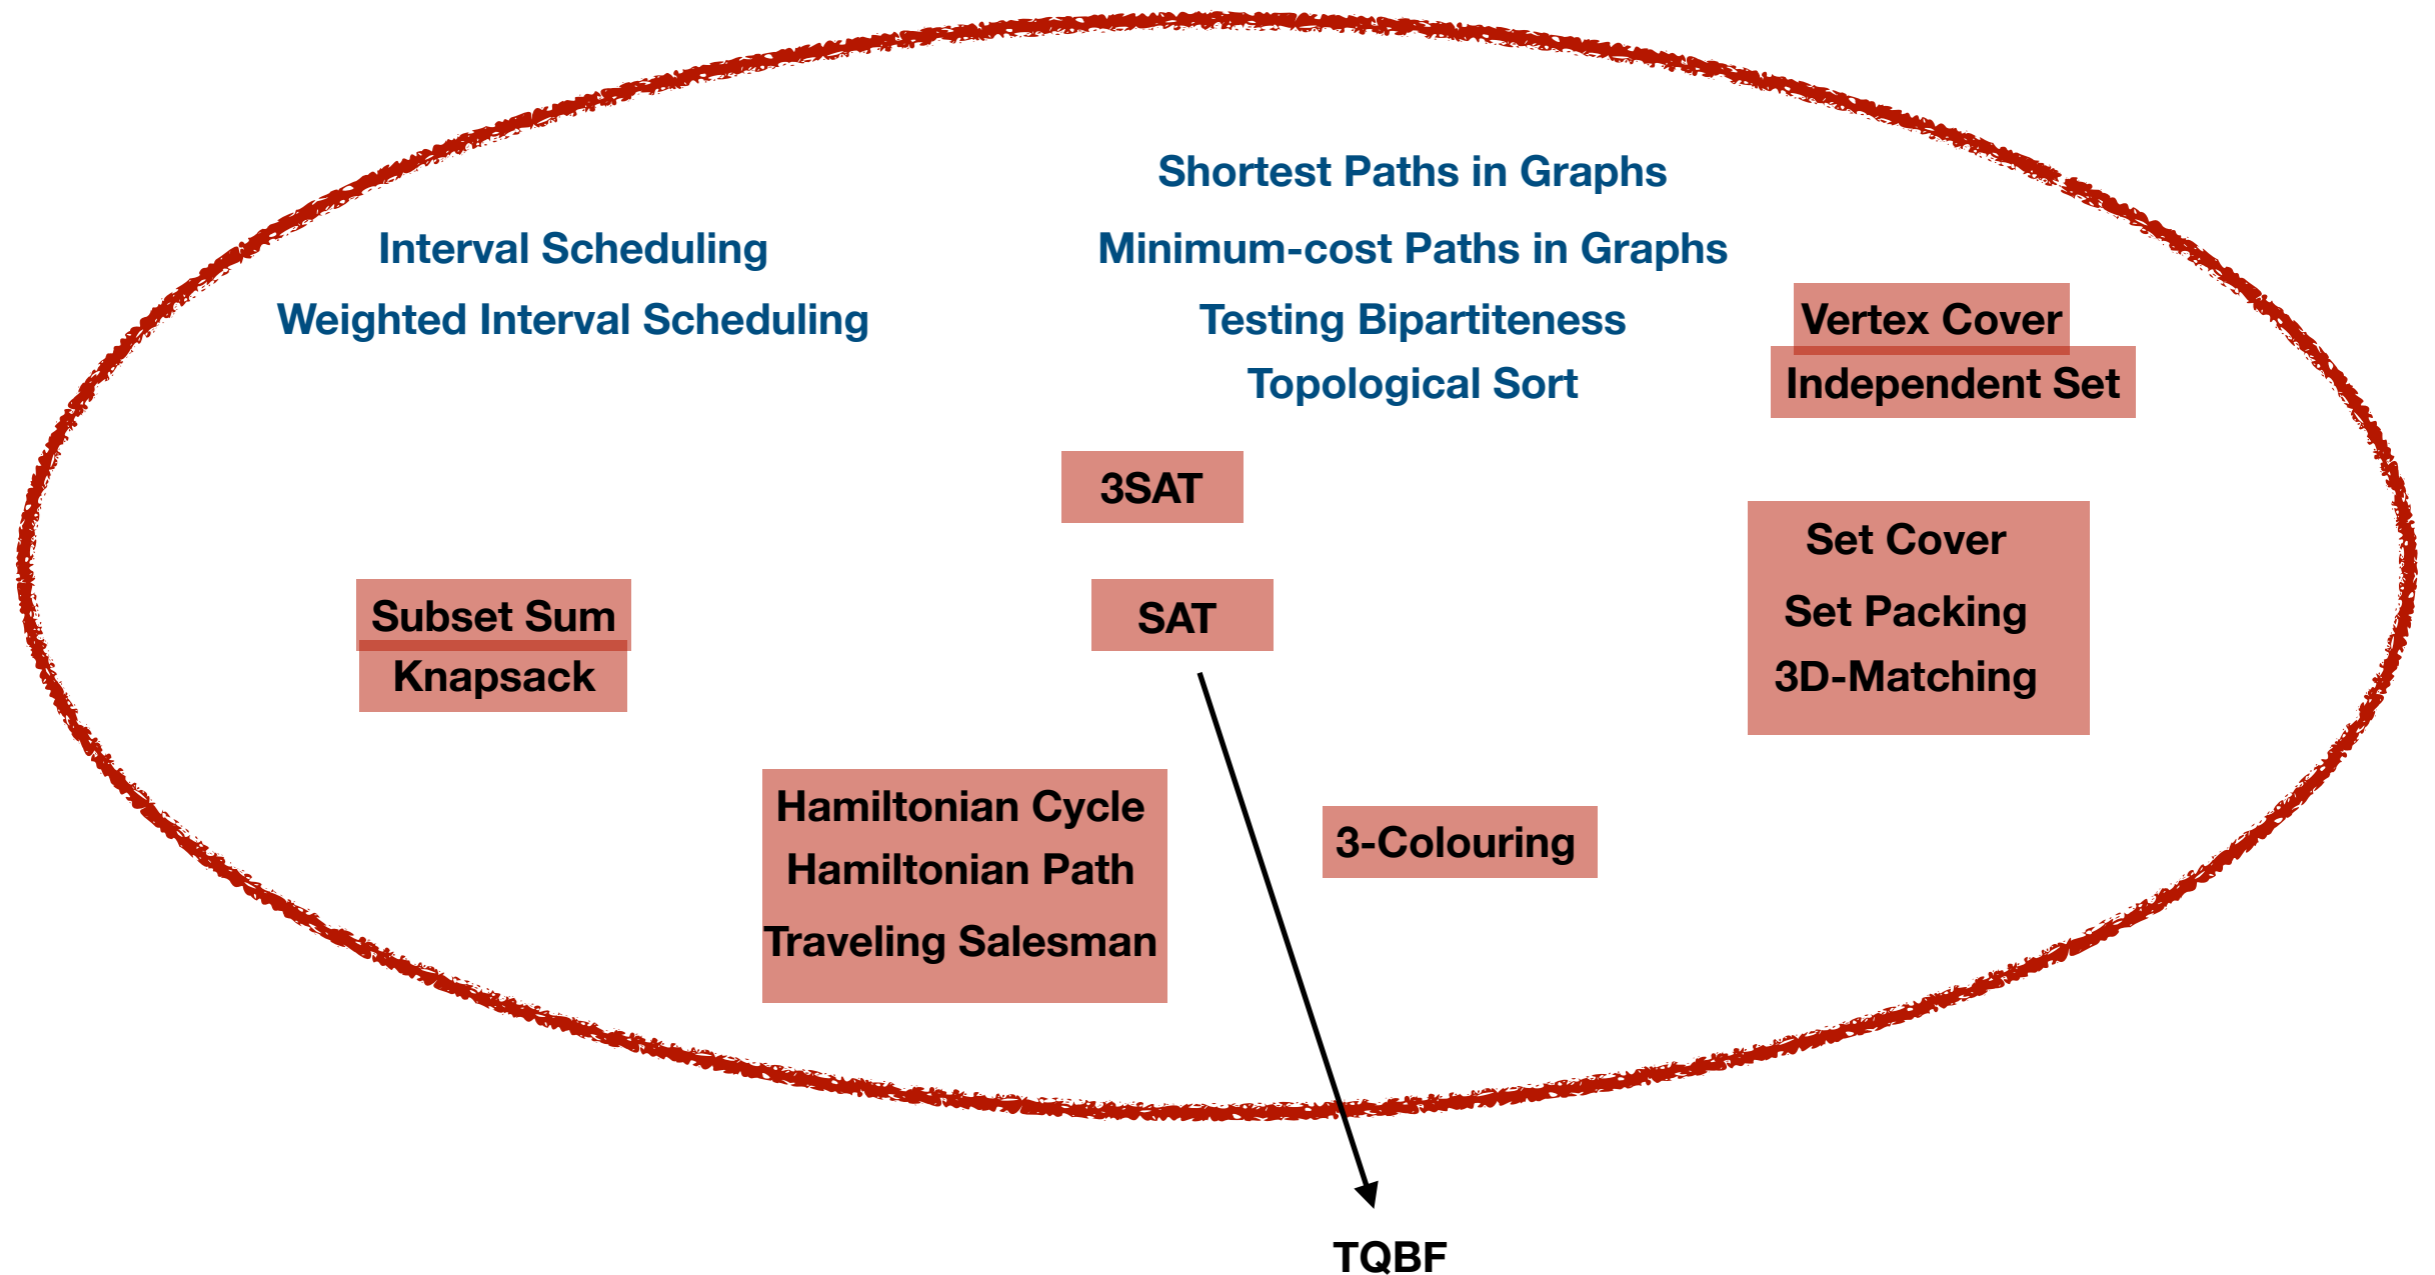 Shortest Paths in Graphs
Interval Scheduling
Minimum-cost Paths in Graphs
Weighted Interval Scheduling
Testing Bipartiteness
Vertex Cover
Topological Sort
Independent Set
3SAT
Set Cover
Subset Sum
SAT
Set Packing
Knapsack
3D-Matching
Hamiltonian Cycle
3-Colouring
Hamiltonian Path
Traveling Salesman
TQBF